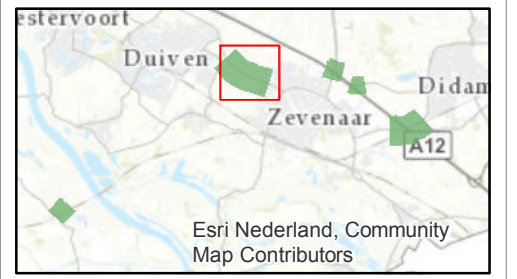 estervoort
Duiven
Didam
Zevenaar
A12
Esri Nederland, Community
Map Contributors